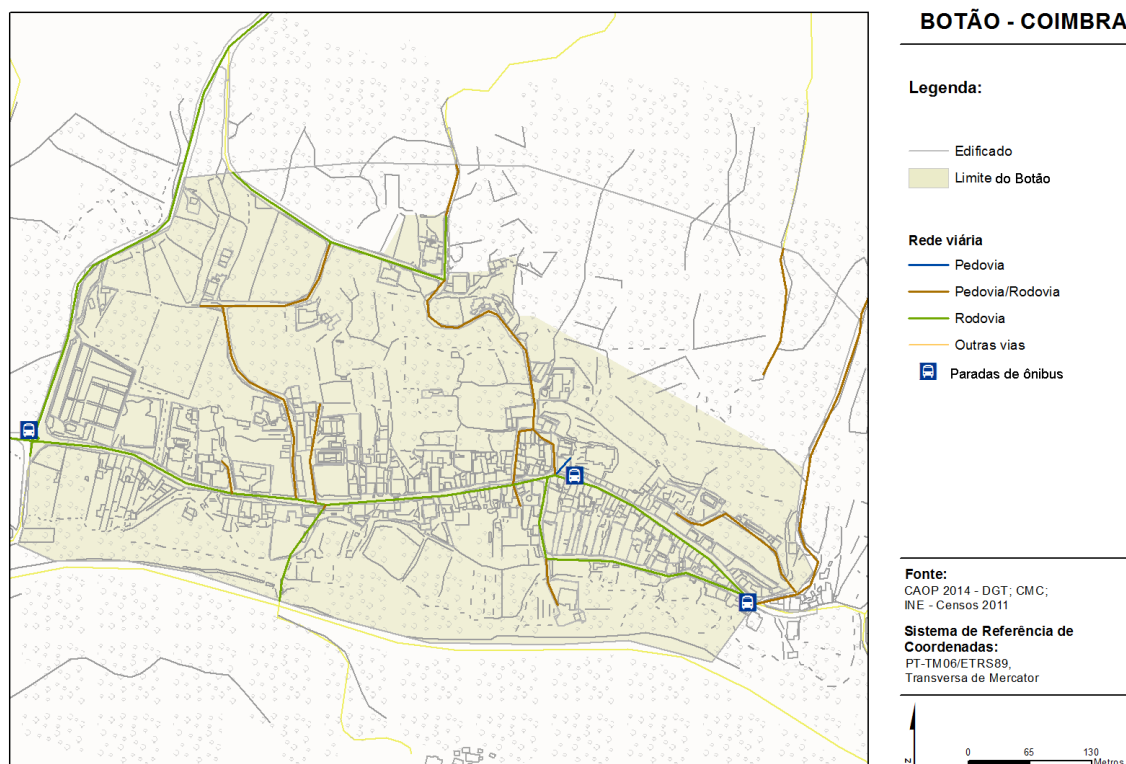 BOTÃO - COIMBRA
Legenda:
Edificado
Limite do Botão
Rede viária
Pedovia
Pedovia/Rodovia
Rodovia
Outras vias
Paradas de ônibus
Fonte:
CAOP 2014 - DGT; CMC;
INE - Censos 2011
Sistema de Referência de
Coordenadas:
PT-TM06/ETRS89,
Transversa de Mercator
0 65 130
Metros
N